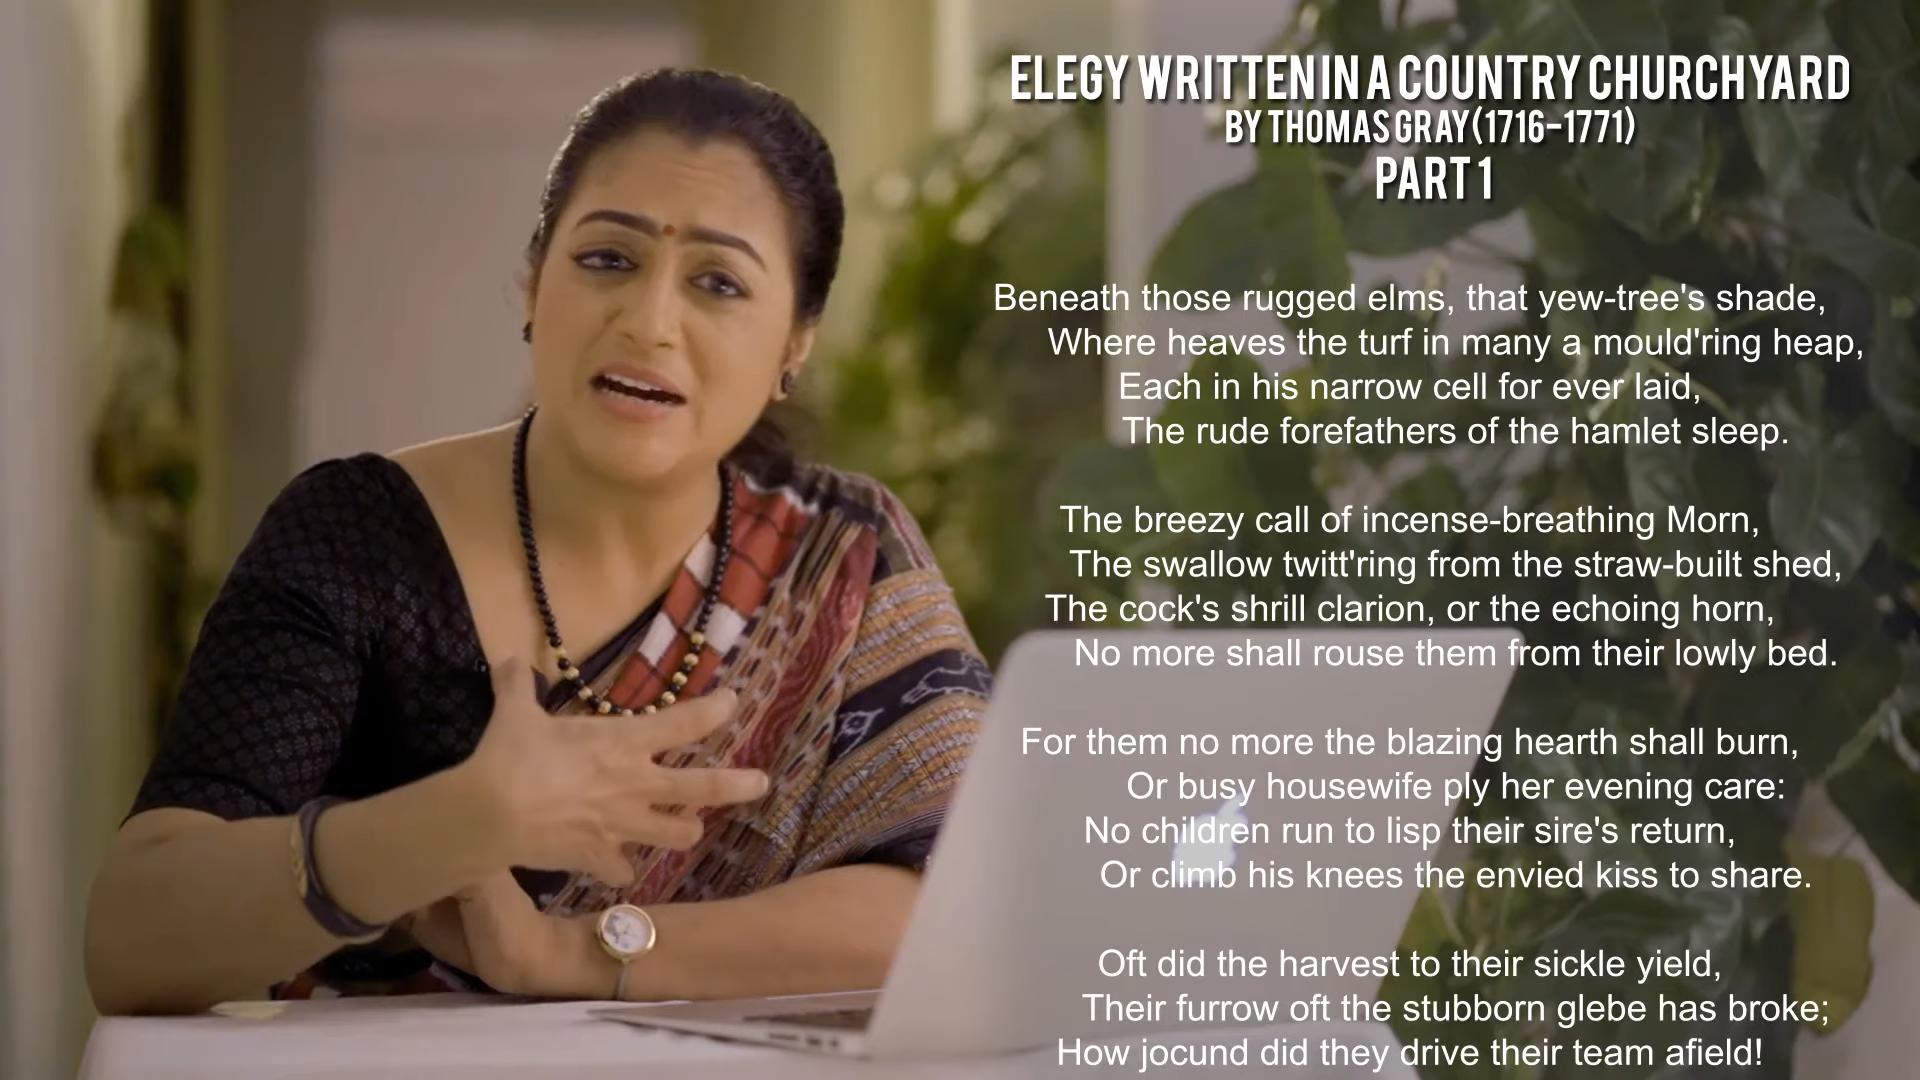 ELEGY WRITTEN IN A COUNTRY CHURCHYARD
BY THOMAS GRAY (1716-1771)
PART 1
Beneath those rugged elms, that yew-tree's shade,
Where heaves the turf in many a mould'ring heap,
Each in his narrow cell for ever laid,
The rude forefathers of the hamlet sleep.
The breezy call of incense-breathing Morn,
The swallow twitt'ring from the straw-built shed,
The cock's shrill clarion, or the echoing horn,
No more shall rouse them from their lowly bed.
For them no more the blazing hearth shall burn,
Or busy housewife ply her evening care:
No children run to lisp their sire's return,
Or climb his knees the envied kiss to share.
Oft did the harvest to their sickle yield,
Their furrow oft the stubborn glebe has broke;
How jocund did they drive their team afield!